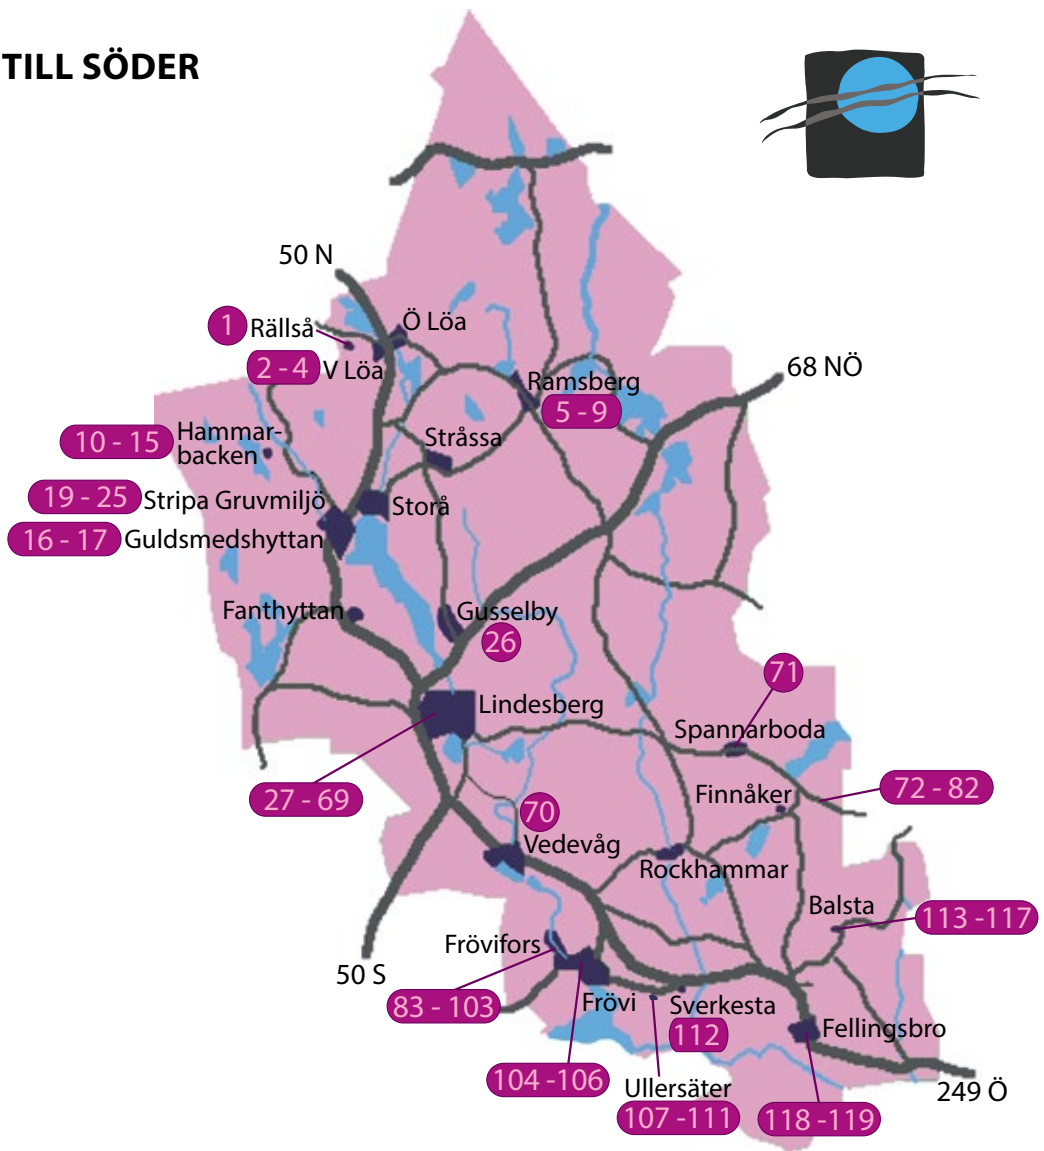 TILL SÖDER
50 N
1 Rällså
Ö Löa
2 - 4 V Löa
68 NÖ
Ramsberg
5 - 9
10 - 15 Hammar-
backen
Stråssa
19 - 25 Stripa Gruvmiljö
Storå
16 - 17 Guldsmedshyttan
Fanthyttan
Gusselby
26
71
Lindesberg
Spannarboda
27 - 69
Finnåker
72 - 82
70
Vedevåg
Rockhammar
Balsta
113 -117
Frövifors
50 S
83 - 103
Frövi
Sverkesta
112
Fellingsbro
104 -106
Ullersäter
107 -111
118 -119
249 Ö